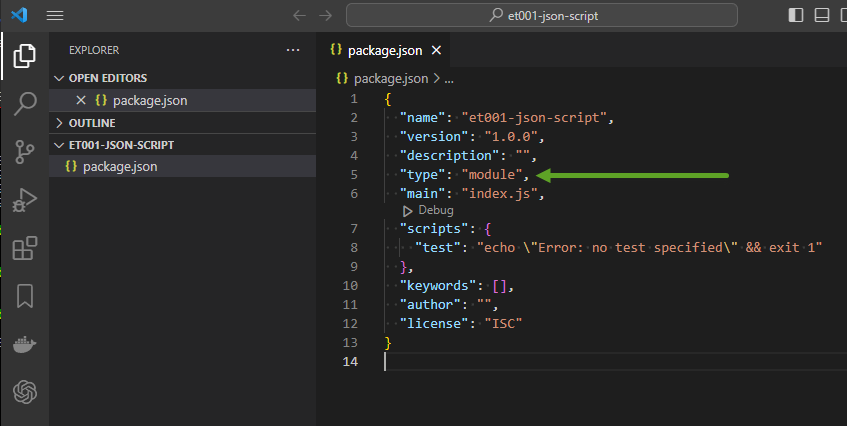 et001-json-script
EXPLORER
OPEN EDITORS
package.json
OUTLINE
ET001-JSON-SCRIPT
package.json
package.json
package.json > ...
1 {
2 "name": "et001-json-script",
3 "version": "1.0.0",
4 "description": "",
5 "type": "module",
6 "main": "index.js",
Debug
7 "scripts": {
8 "test": "echo \"Error: no test specified\" && exit 1"
9 },
10 "keywords": [],
11 "author": "",
12 "license": "ISC"
13 }
14